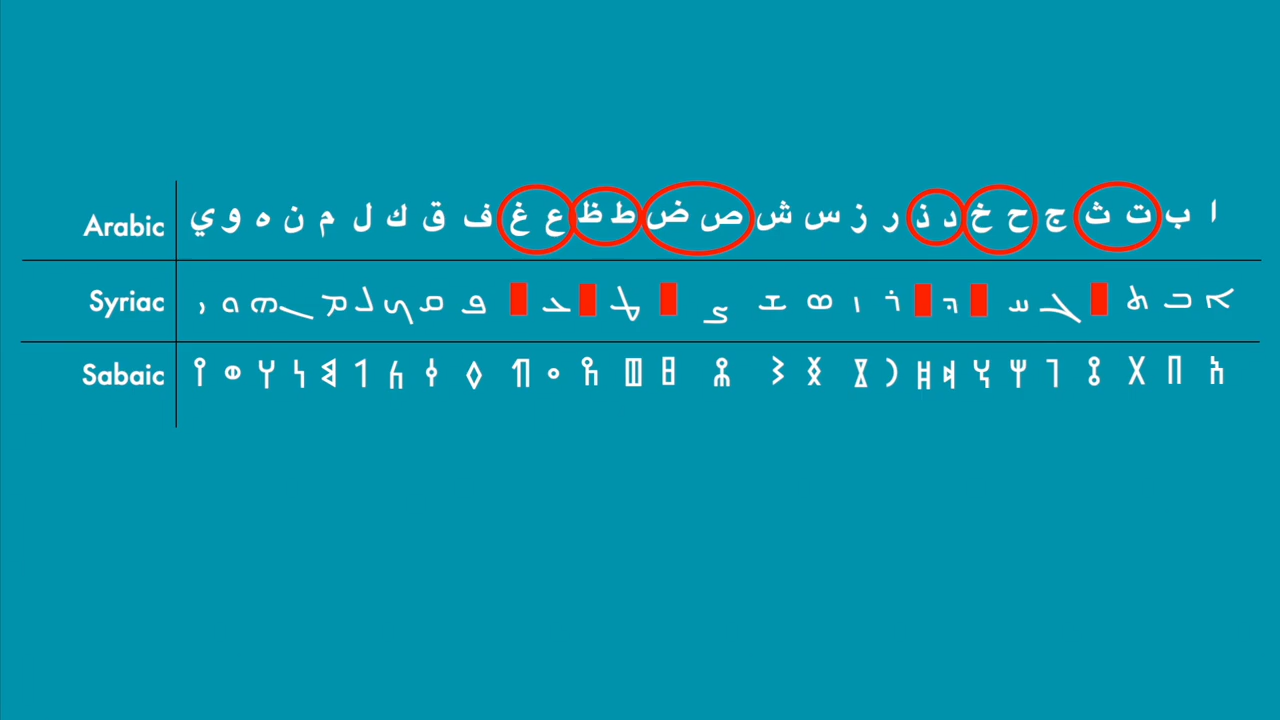 Arabic ا ب ت ث ج ح خ د ذ ر ز س ش ص ض ط ظ ع غ ف ق ك ل م ن ه و ي
Syriac ܐ ܒ ܬ ܓ ܚ ܕ ܪ ܙ ܣ ܫ ܨ ܛ ܥ ܦ ܩ ܟ ܠ ܡ ܢ ܗ ܘ ܝ
Sabaic 𐩱 𐩨 𐩩 𐩻 𐩴 𐩢 𐩭 𐩵 𐩹 𐩧 𐩸 𐩯 𐩦 𐩮 𐩳 𐩷 𐩼 𐩲 𐩶 𐩰 𐩤 𐩫 𐩡 𐩣 𐩬 𐩠 𐩥 𐩺